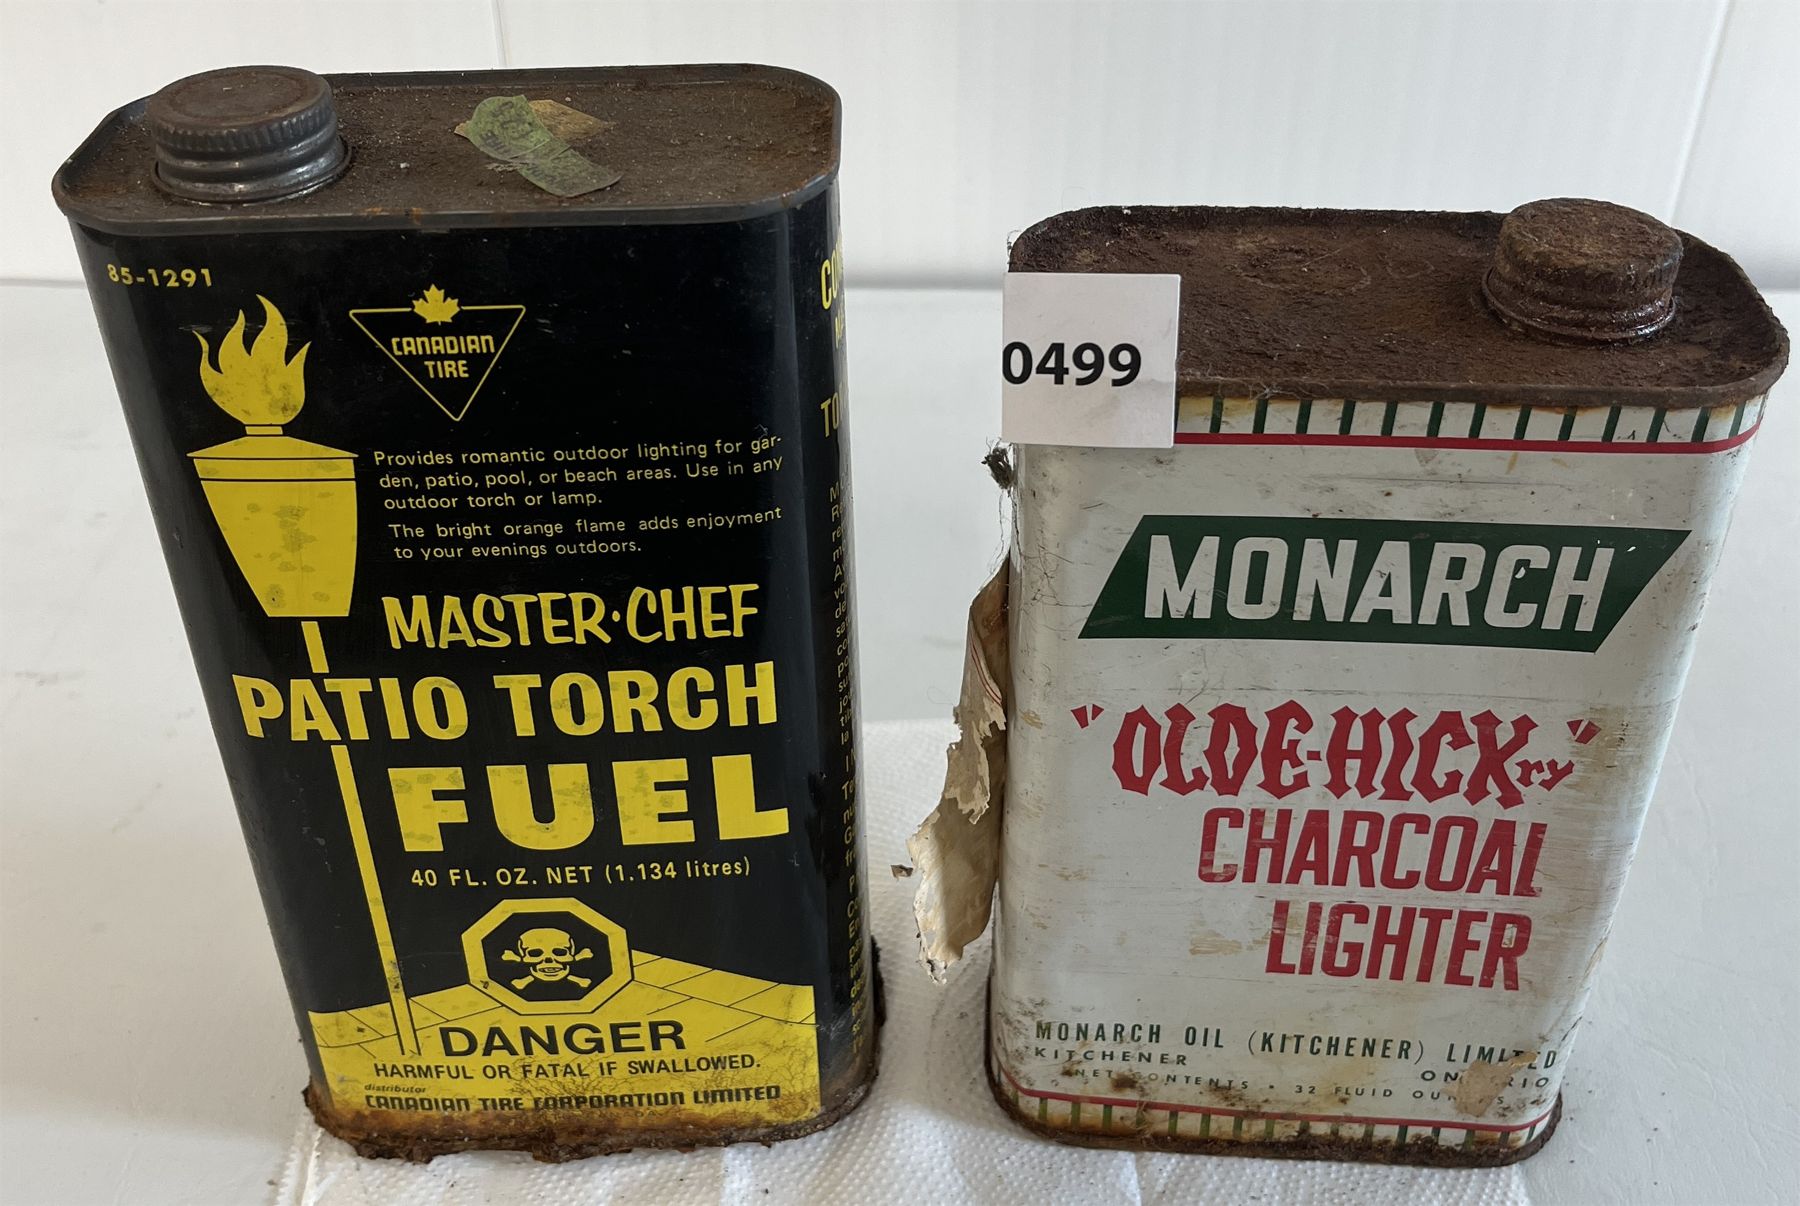 85-1291
CANADIAN
TIRE
Provides romantic outdoor lighting for gar-
den, patio, pool, or beach areas. Use in any
outdoor torch or lamp.
The bright orange flame adds enjoyment
to your evenings outdoors.
MASTER·CHEF
PATIO TORCH
FUEL
40 FL. OZ. NET (1.134 litres)
DANGER
HARMFUL OR FATAL IF SWALLOWED.
distributor
CANADIAN TIRE CORPORATION LIMITED
0499
MONARCH
"OLDE-HICKry"
CHARCOAL
LIGHTER
MONARCH OIL (KITCHENER) LIMITED
KITCHENER ONTARIO
NET CONTENTS • 32 FLUID OUNCES